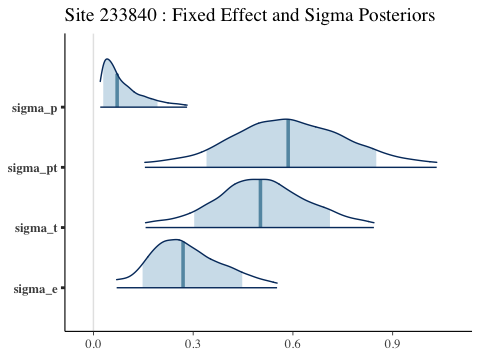 Site 233840 : Fixed Effect and Sigma Posteriors
sigma_p
sigma_pt
sigma_t
sigma_e
0.0 0.3 0.6 0.9